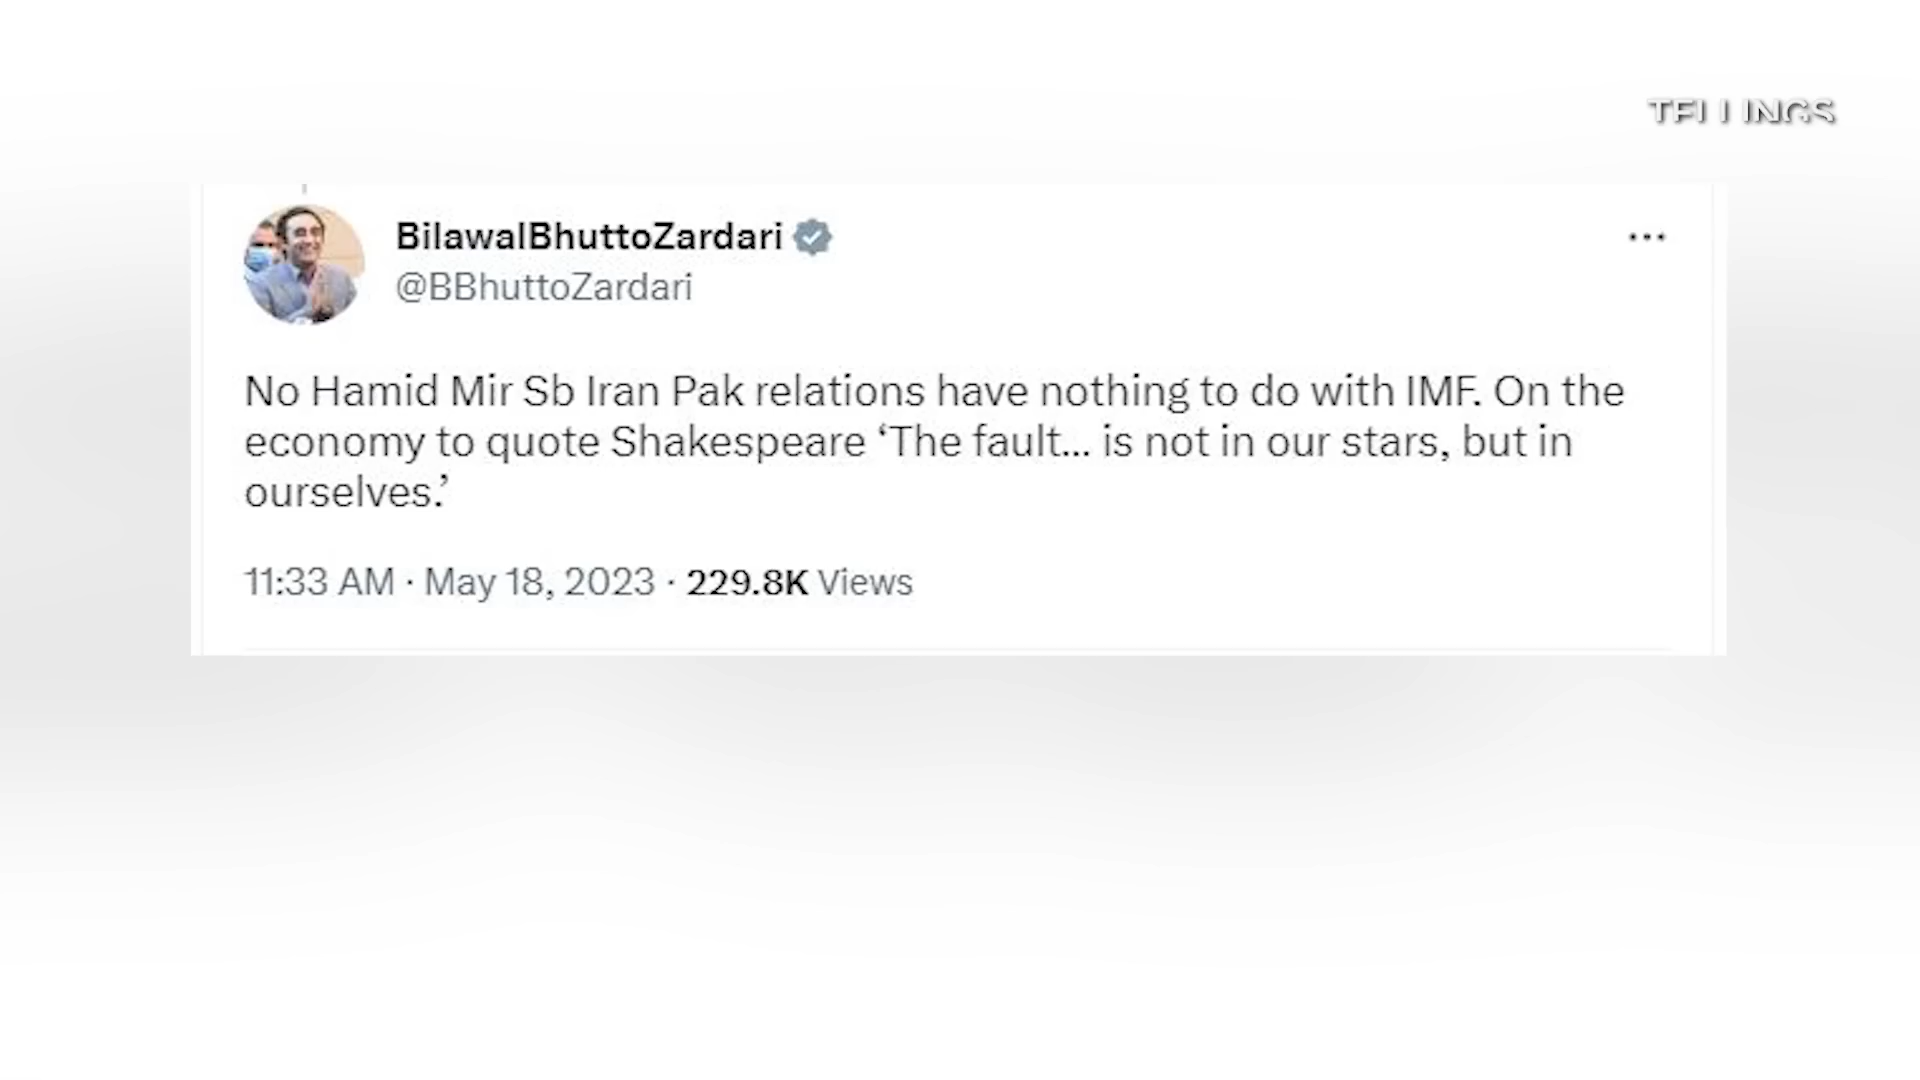 TELLINGS
BilawalBhuttoZardari
@BBhuttoZardari
No Hamid Mir Sb Iran Pak relations have nothing to do with IMF. On the
economy to quote Shakespeare ‘The fault... is not in our stars, but in
ourselves.’
11:33 AM · May 18, 2023 · 229.8K Views